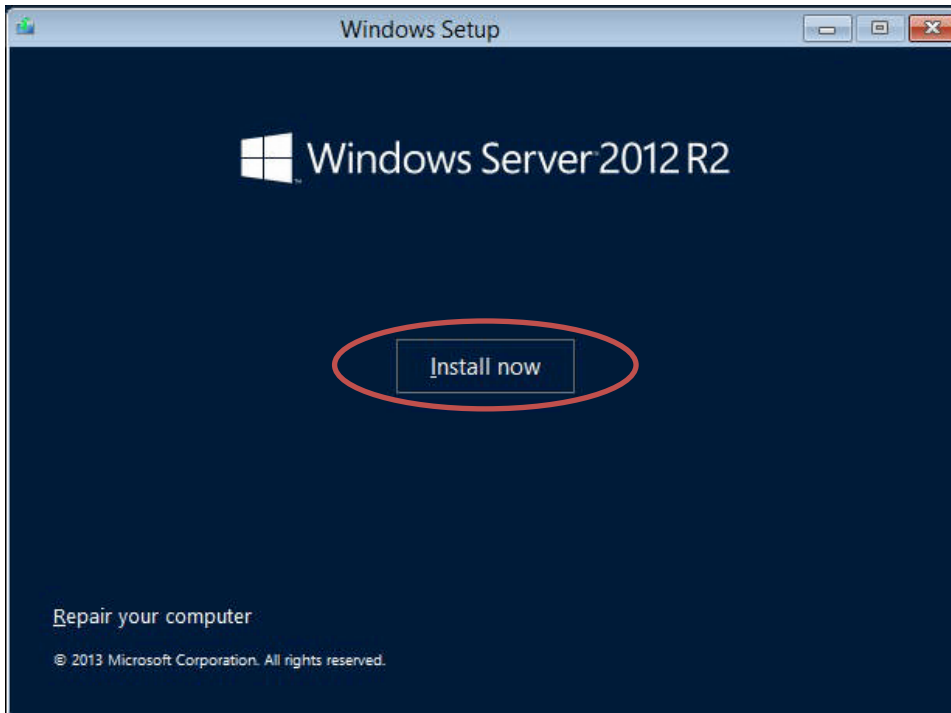 Windows Setup
Windows Server 2012 R2
Install now
Repair your computer
© 2013 Microsoft Corporation. All rights reserved.